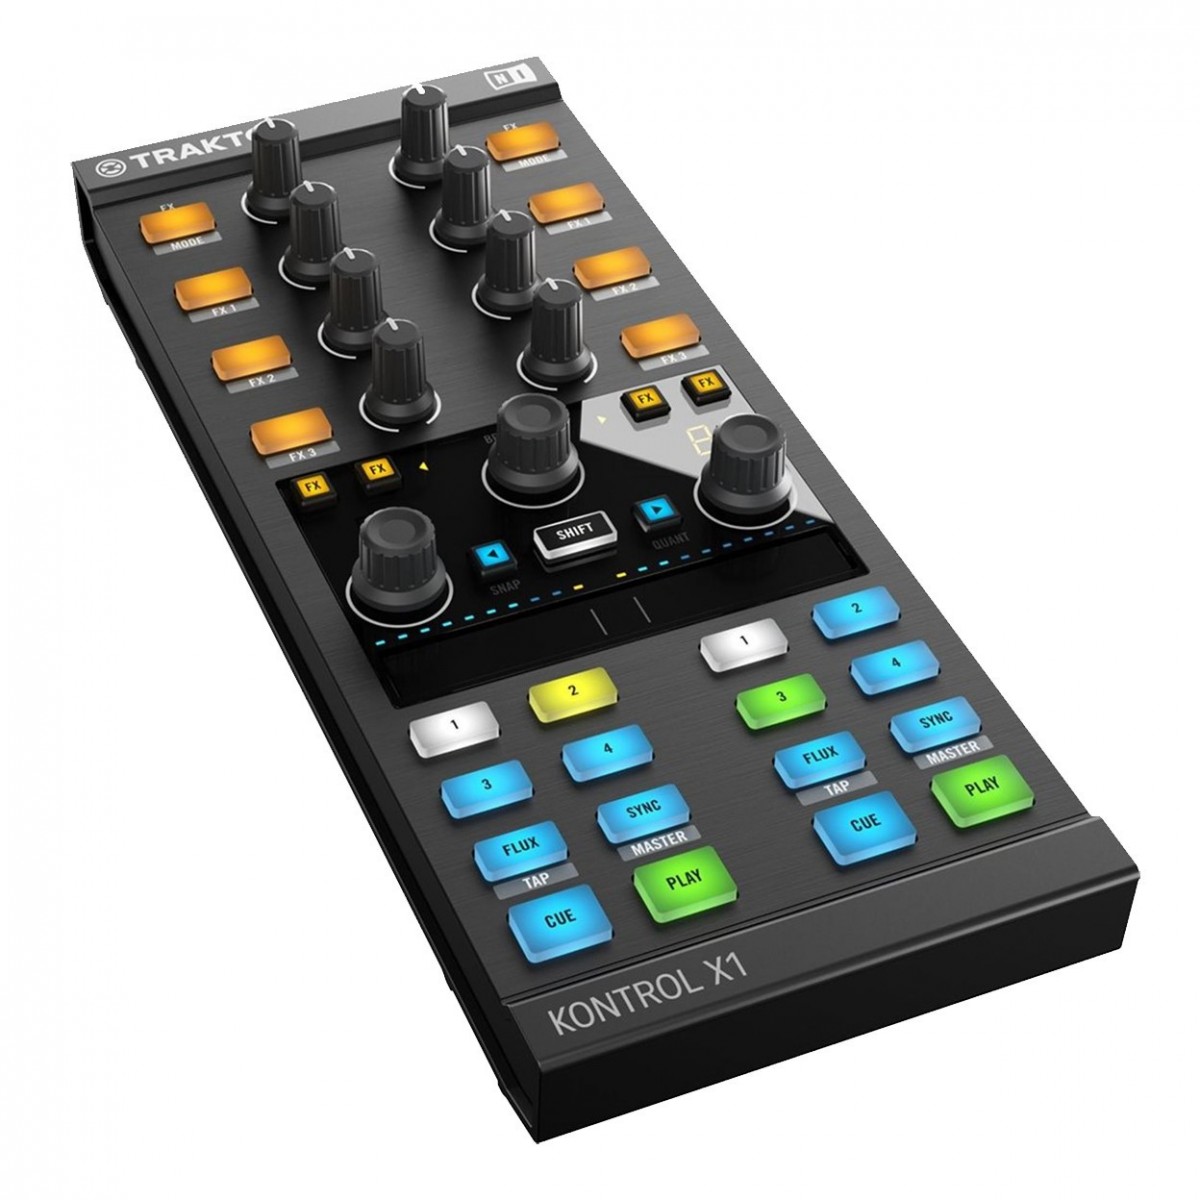 N I
TRAKTO
FX
MODE
FX 1
FX 2
FX 3
FX
MODE
FX 1
FX 2
FX 3
FX
FX
FX
FX
8
SHIFT
SNAP
QUANT
1
2
3
4
FLUX
TAP
SYNC
MASTER
CUE
PLAY
1
2
3
4
FLUX
TAP
SYNC
MASTER
CUE
PLAY
KONTROL X1